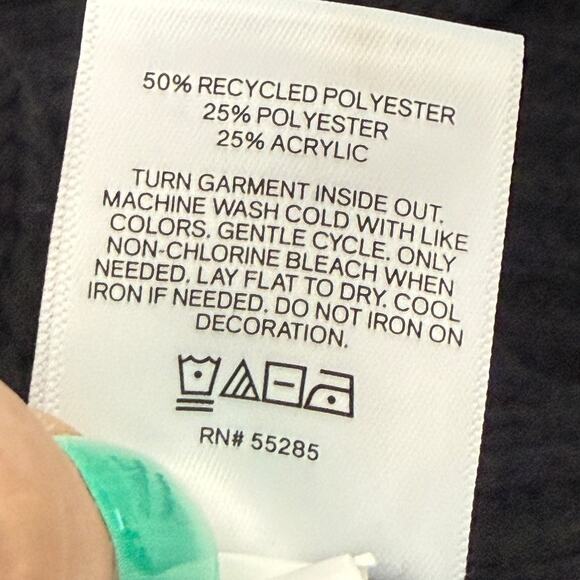 50% RECYCLED POLYESTER
25% POLYESTER
25% ACRYLIC
TURN GARMENT INSIDE OUT.
MACHINE WASH COLD WITH LIKE
COLORS. GENTLE CYCLE. ONLY
NON-CHLORINE BLEACH WHEN
NEEDED. LAY FLAT TO DRY. COOL
IRON IF NEEDED. DO NOT IRON ON
DECORATION.
RN# 55285